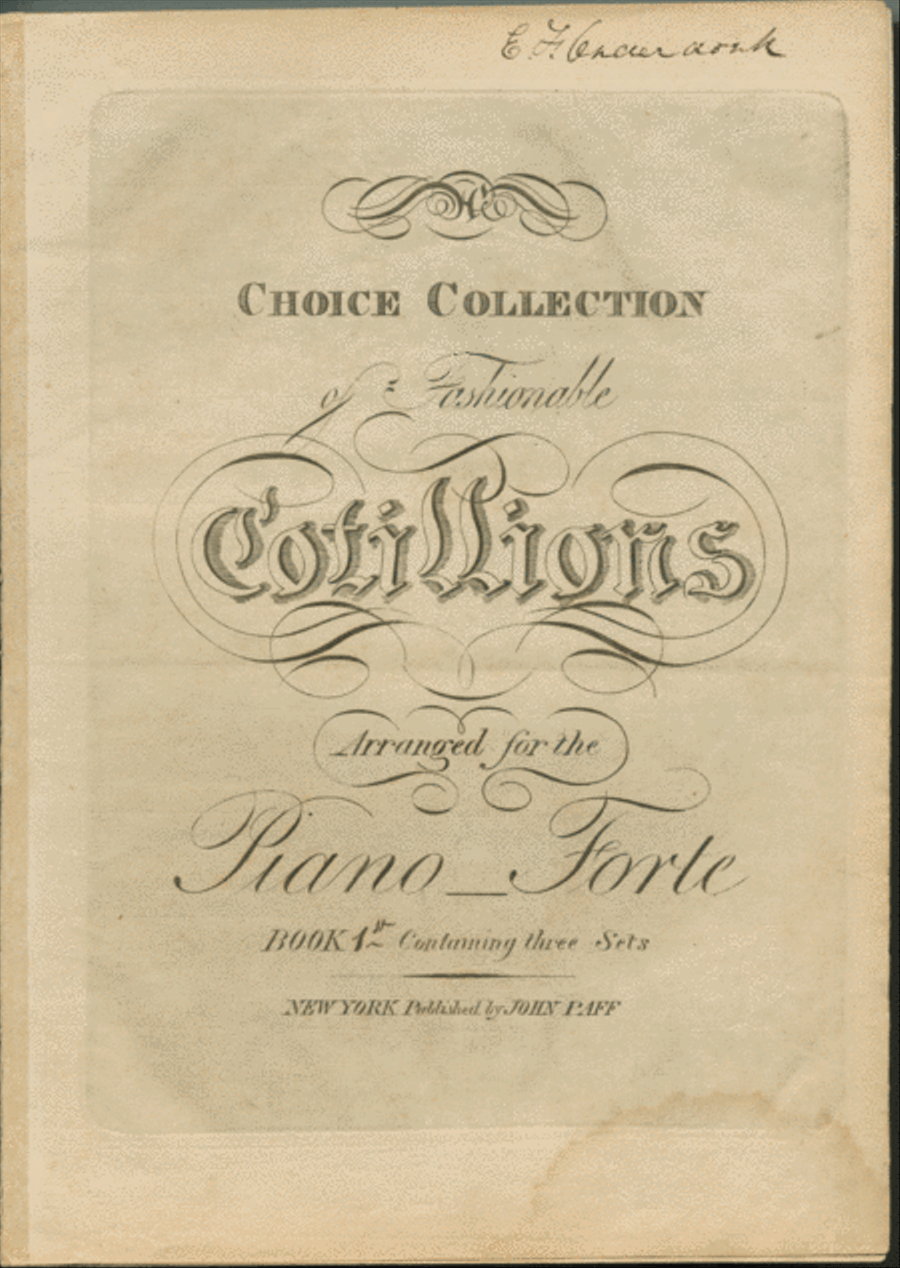 E F Onderdonk
A
CHOICE COLLECTION
of Fashionable
Cotillions
Arranged for the
Piano_Forte
BOOK 1st Containing three Sets
NEW YORK Published by JOHN PAFF